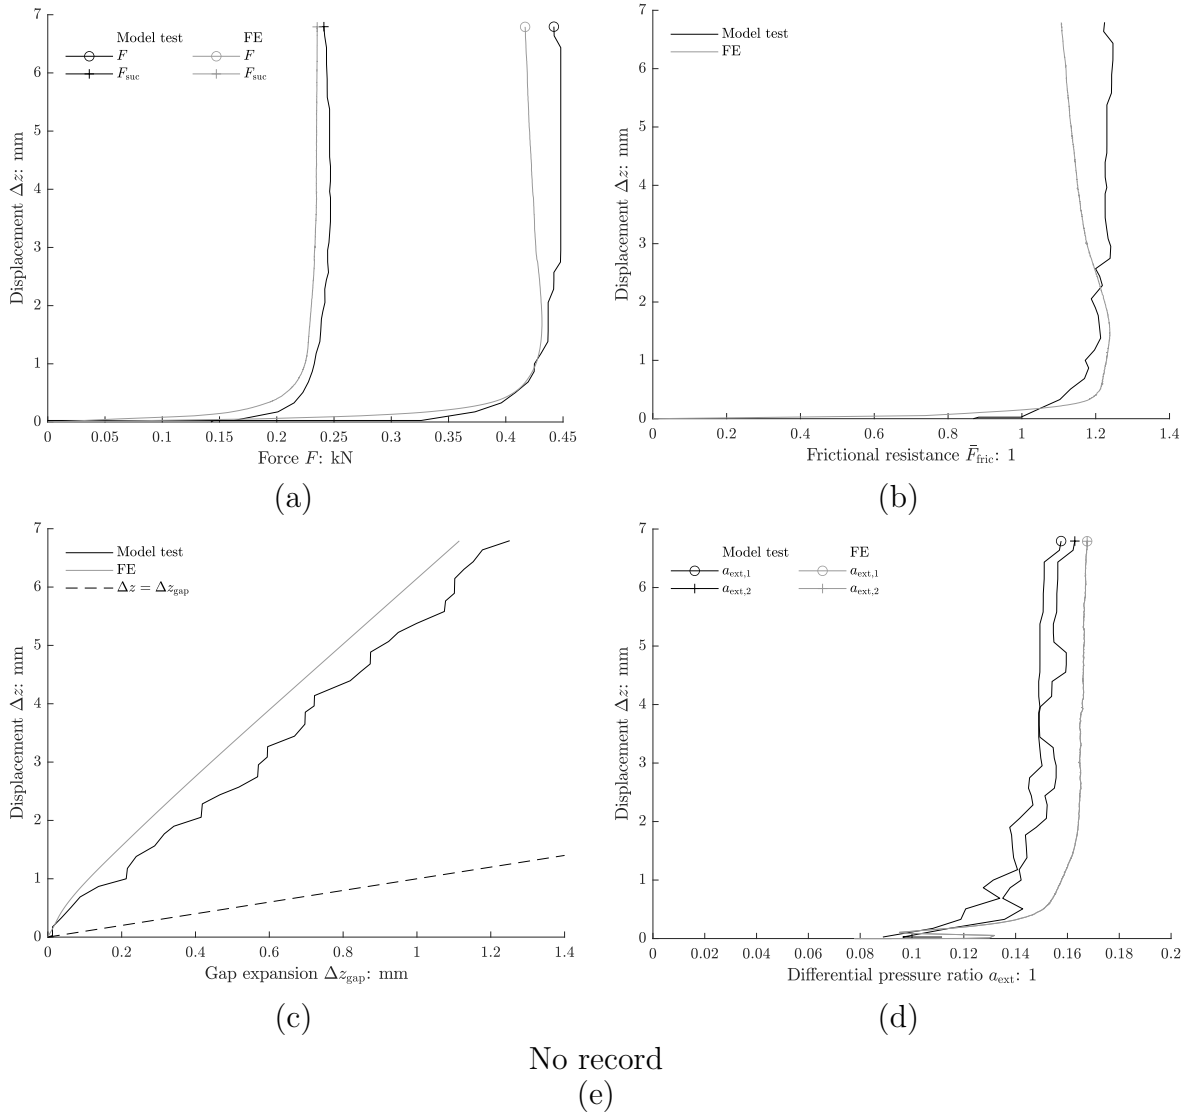 7
6
5
4
3
2
1
0
Displacement Δz: mm
Model test FE
F F
F_suc F_suc
0 0.05 0.1 0.15 0.2 0.25 0.3 0.35 0.4 0.45
Force F: kN
(a)
7
6
5
4
3
2
1
0
Displacement Δz: mm
Model test
FE
0 0.2 0.4 0.6 0.8 1 1.2 1.4
Frictional resistance F̄_fric: 1
(b)
7
6
5
4
3
2
1
0
Displacement Δz: mm
Model test
FE
Δz = Δz_gap
0 0.2 0.4 0.6 0.8 1 1.2 1.4
Gap expansion Δz_gap: mm
(c)
7
6
5
4
3
2
1
0
Displacement Δz: mm
Model test FE
a_ext,1 a_ext,1
a_ext,2 a_ext,2
0 0.02 0.04 0.06 0.08 0.1 0.12 0.14 0.16 0.18 0.2
Differential pressure ratio a_ext: 1
(d)
No record
(e)